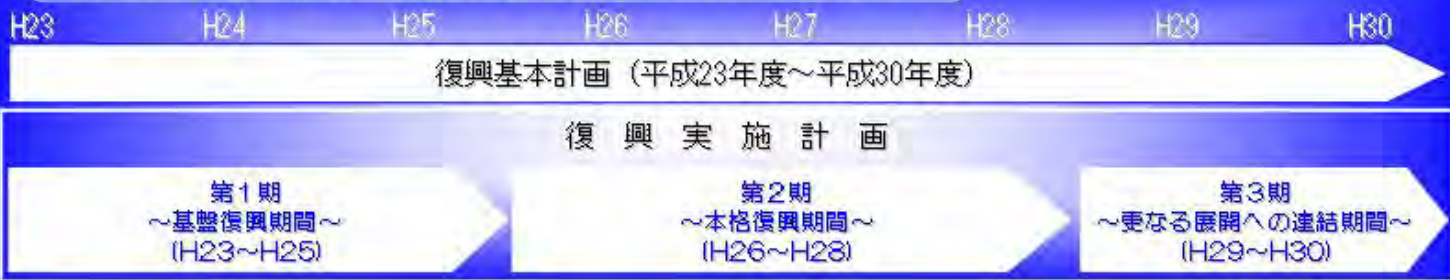 H23 H24 H25 H26 H27 H28 H29 H30
復興基本計画（平成23年度～平成30年度）
復興実施計画
第1期
～基盤復興期間～
(H23～H25)
第2期
～本格復興期間～
(H26～H28)
第3期
～更なる展開への連結期間～
(H29～H30)